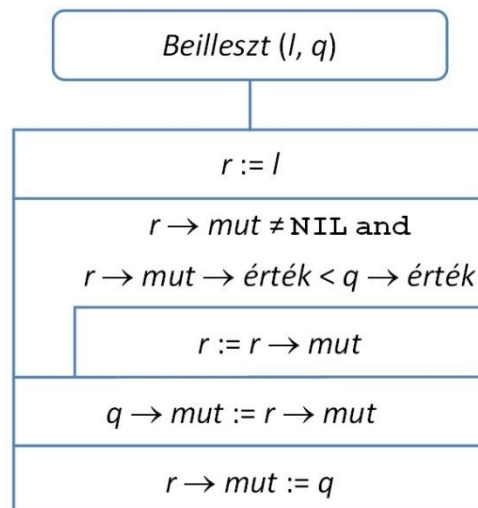 Beilleszt (l, q)
r := l
r → mut ≠ NIL and
r → mut → érték < q → érték
r := r → mut
q → mut := r → mut
r → mut := q